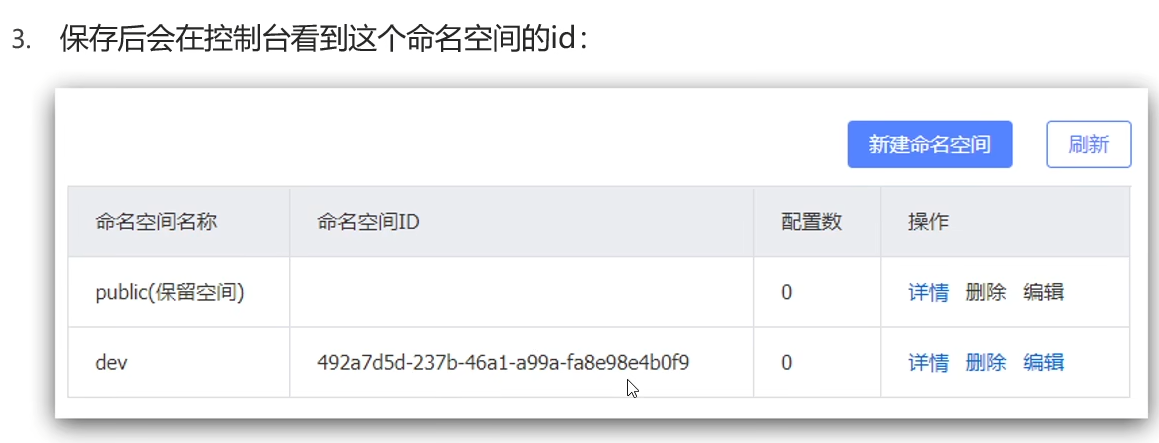 3. 保存后会在控制台看到这个命名空间的id：
新建命名空间 刷新
命名空间名称 命名空间ID 配置数 操作
public(保留空间) 0 详情 删除 编辑
dev 492a7d5d-237b-46a1-a99a-fa8e98e4b0f9 0 详情 删除 编辑